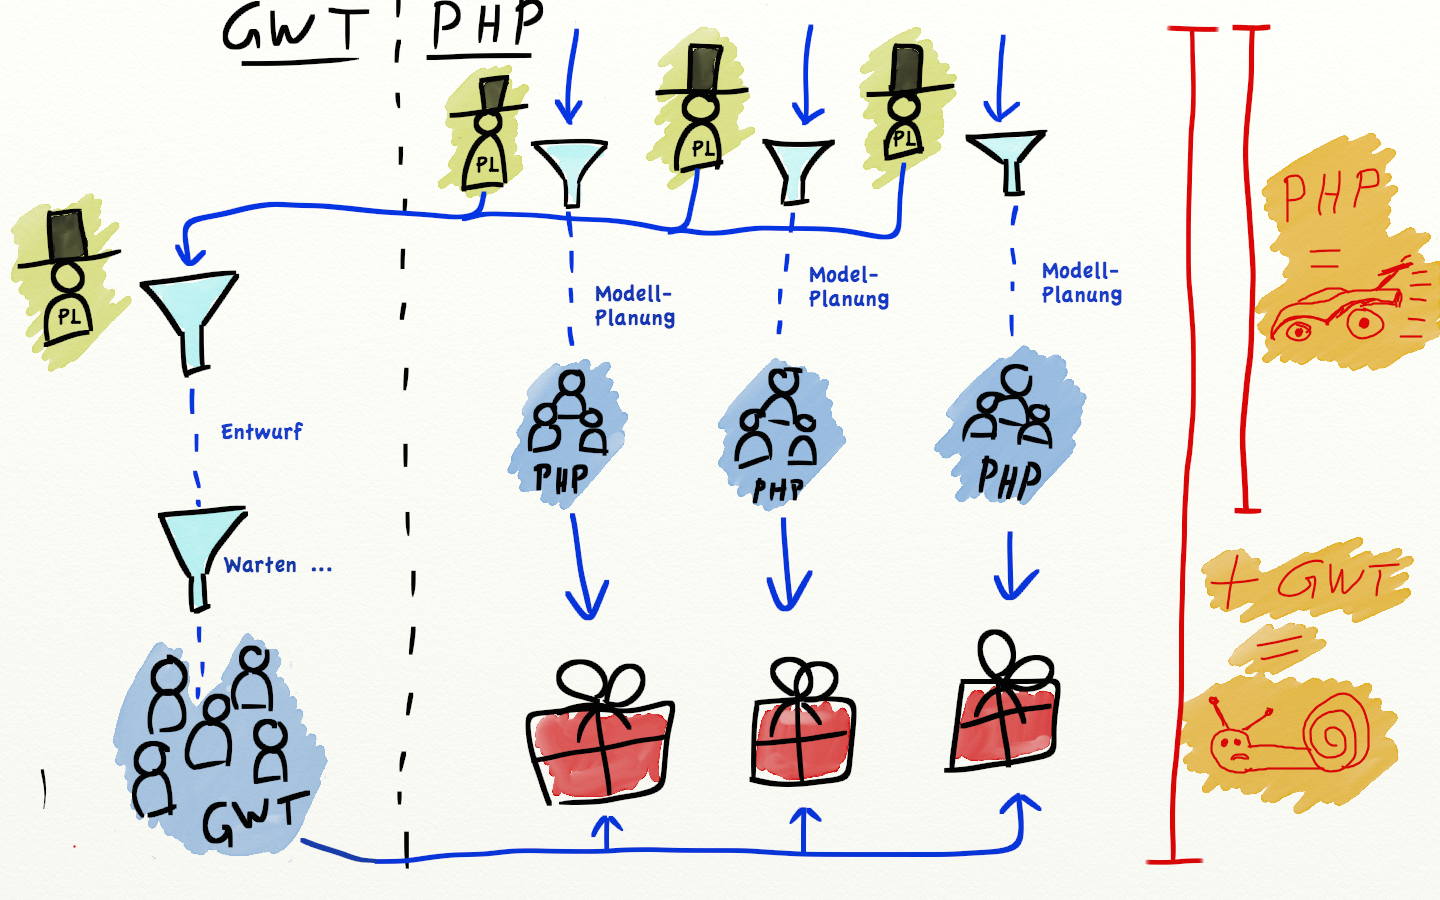 GWT
PHP
PL
PL
PL
PL
Modell-
Planung
Model-
Planung
Modell-
Planung
Entwurf
Warten ...
PHP
PHP
PHP
GWT
PHP
=
+ GWT
=